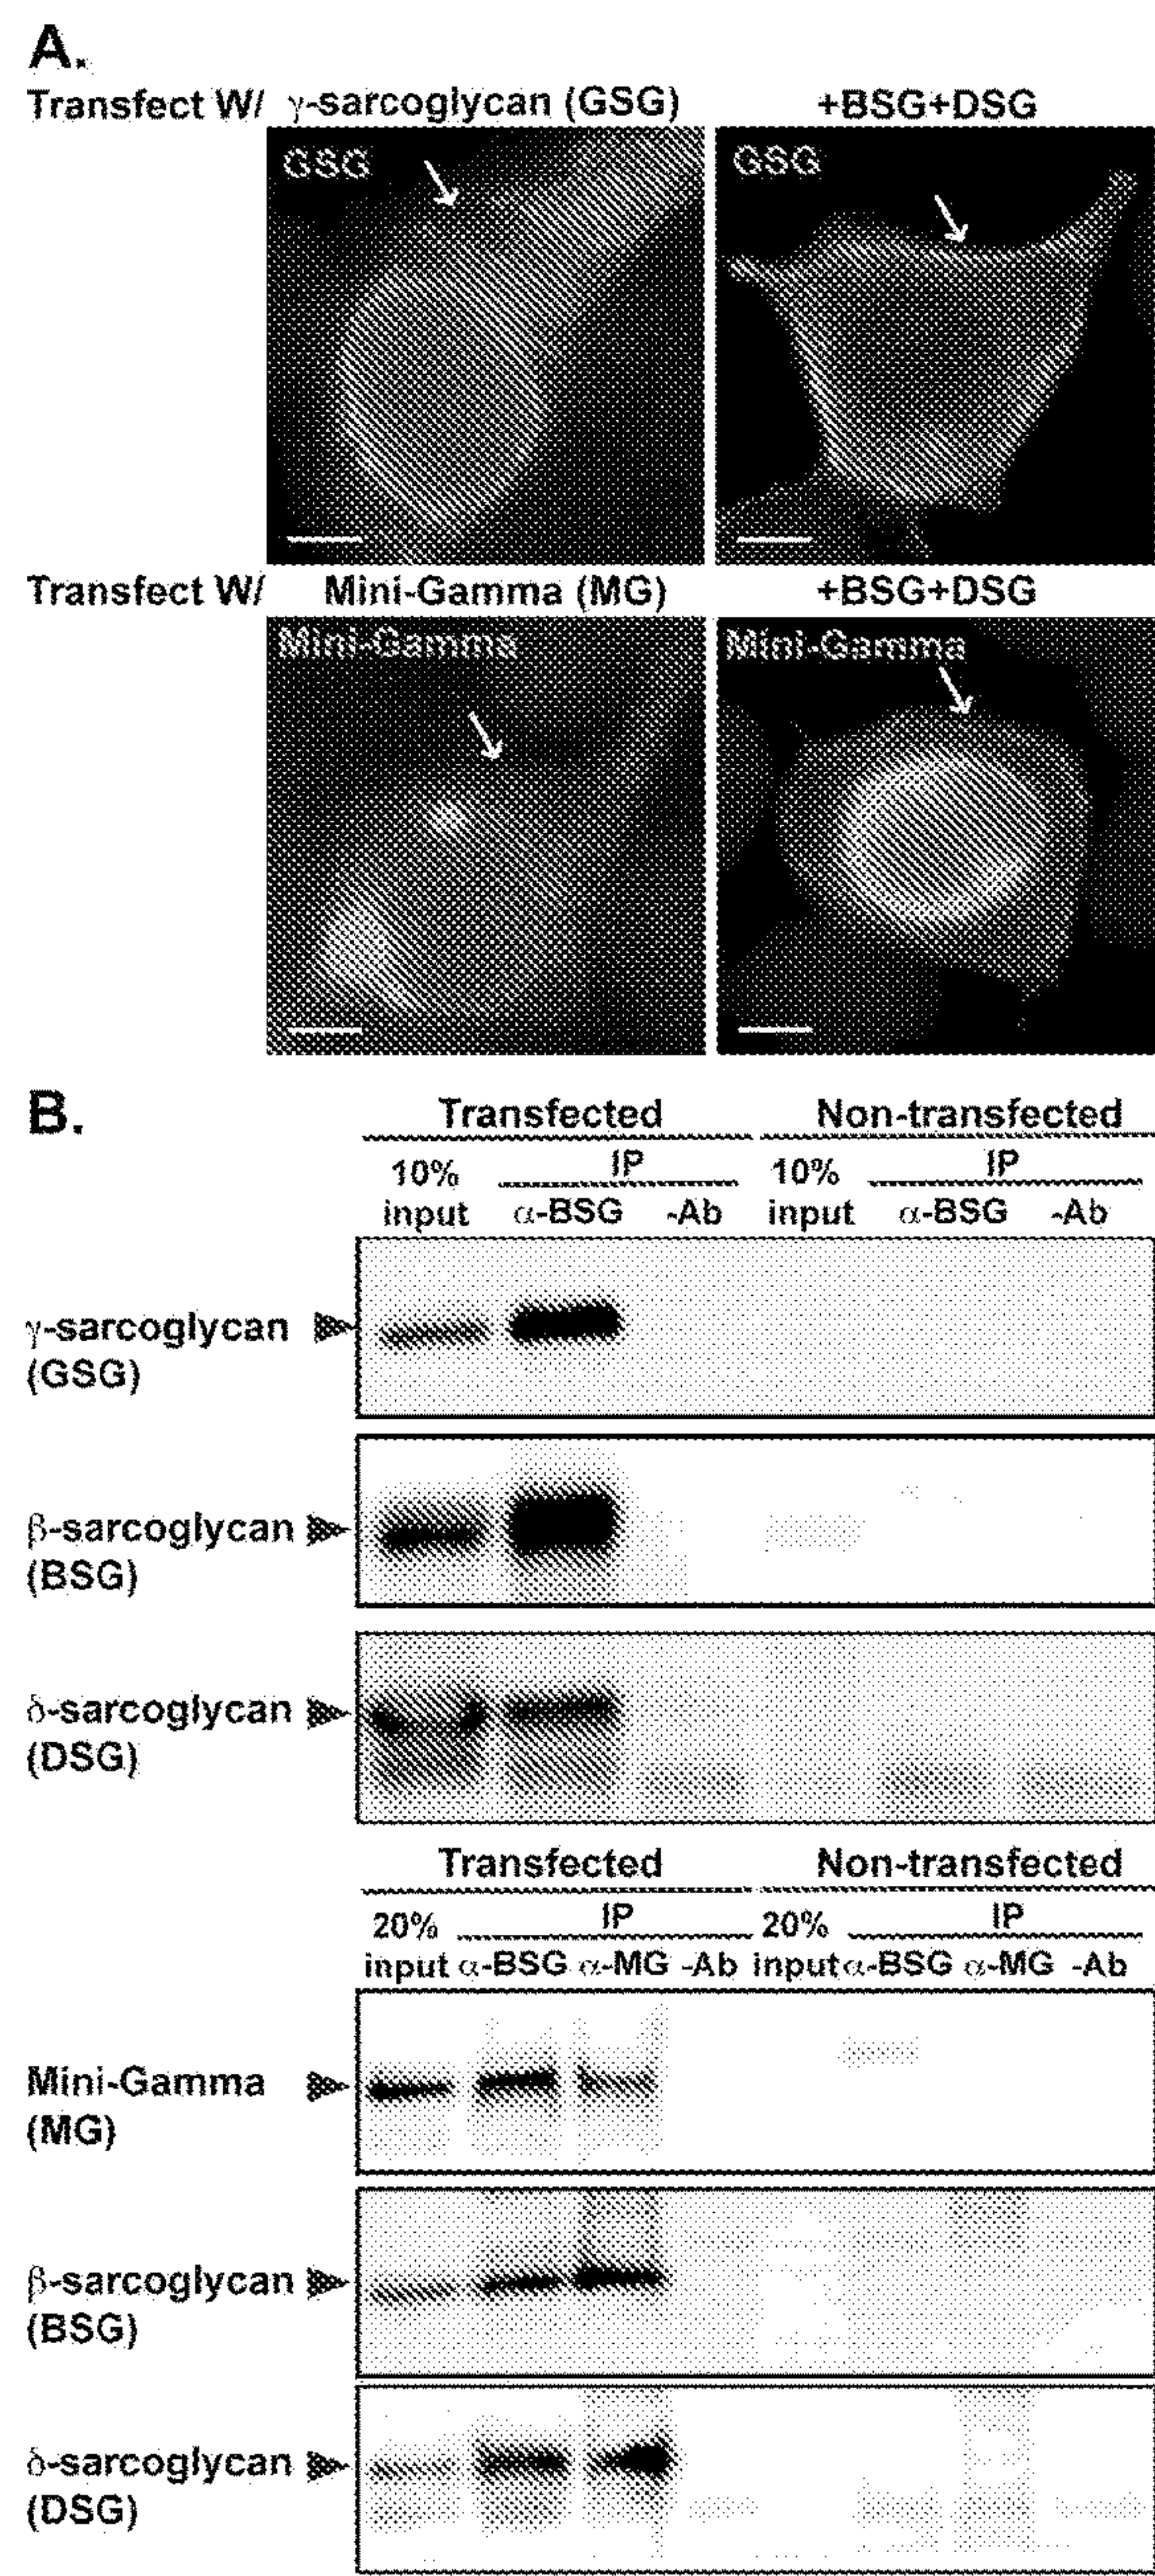 A.
Transfect W/ γ-sarcoglycan (GSG) +BSG+DSG
GSG GSG
Transfect W/ Mini-Gamma (MG) +BSG+DSG
Mini-Gamma Mini-Gamma
B.
Transfected Non-transfected
10% IP 10% IP
input α-BSG -Ab input α-BSG -Ab
γ-sarcoglycan
(GSG)
β-sarcoglycan
(BSG)
δ-sarcoglycan
(DSG)
Transfected Non-transfected
20% IP 20% IP
input α-BSG α-MG -Ab input α-BSG α-MG -Ab
Mini-Gamma
(MG)
β-sarcoglycan
(BSG)
δ-sarcoglycan
(DSG)